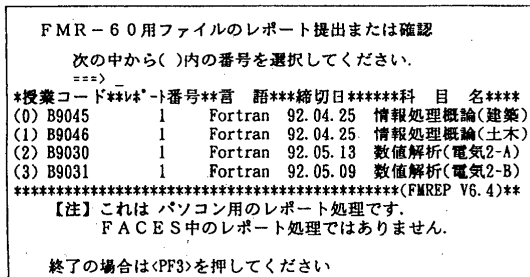 FMR-60用ファイルのレポート提出または確認
次の中から( )内の番号を選択してください.
===> _
*授業コード**ﾚﾎﾟｰﾄ番号**言　語***締切日******科　目　名****
(0) B9045 1 Fortran 92.04.25 情報処理概論(建築)
(1) B9046 1 Fortran 92.04.25 情報処理概論(土木)
(2) B9030 1 Fortran 92.05.13 数値解析(電気2-A)
(3) B9031 1 Fortran 92.05.09 数値解析(電気2-B)
**********************************************(FMREP V6.4)**
【注】これは パソコン用のレポート処理です.
FACES中のレポート処理ではありません.
終了の場合は<PF3>を押してください